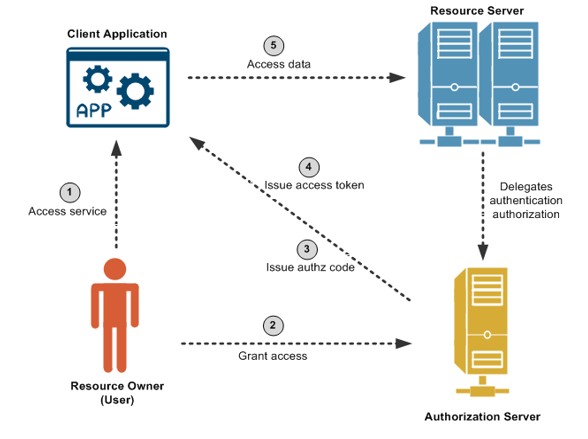 Client Application
Resource Server
5
Access data
APP
4
Issue access token
1
Access service
Delegates
authentication
authorization
3
Issue authz code
2
Grant access
Resource Owner
(User)
Authorization Server